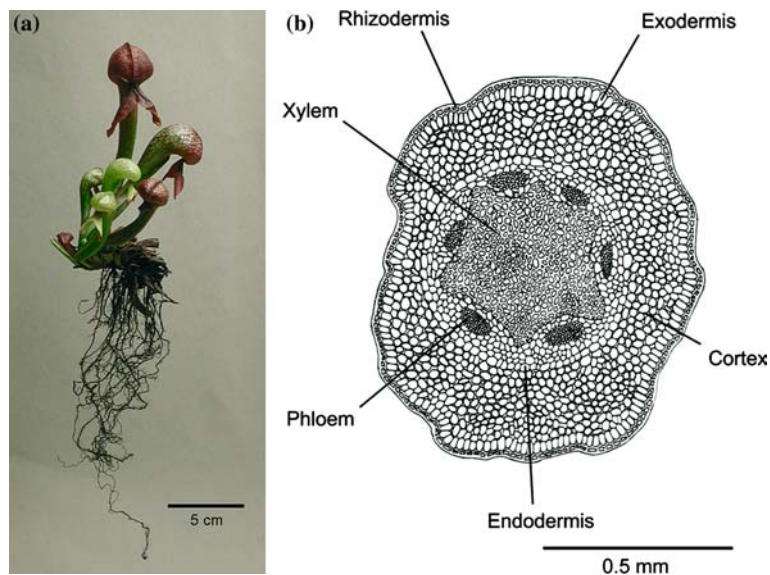 (a)
5 cm
(b)
Rhizodermis
Exodermis
Xylem
Cortex
Phloem
Endodermis
0.5 mm